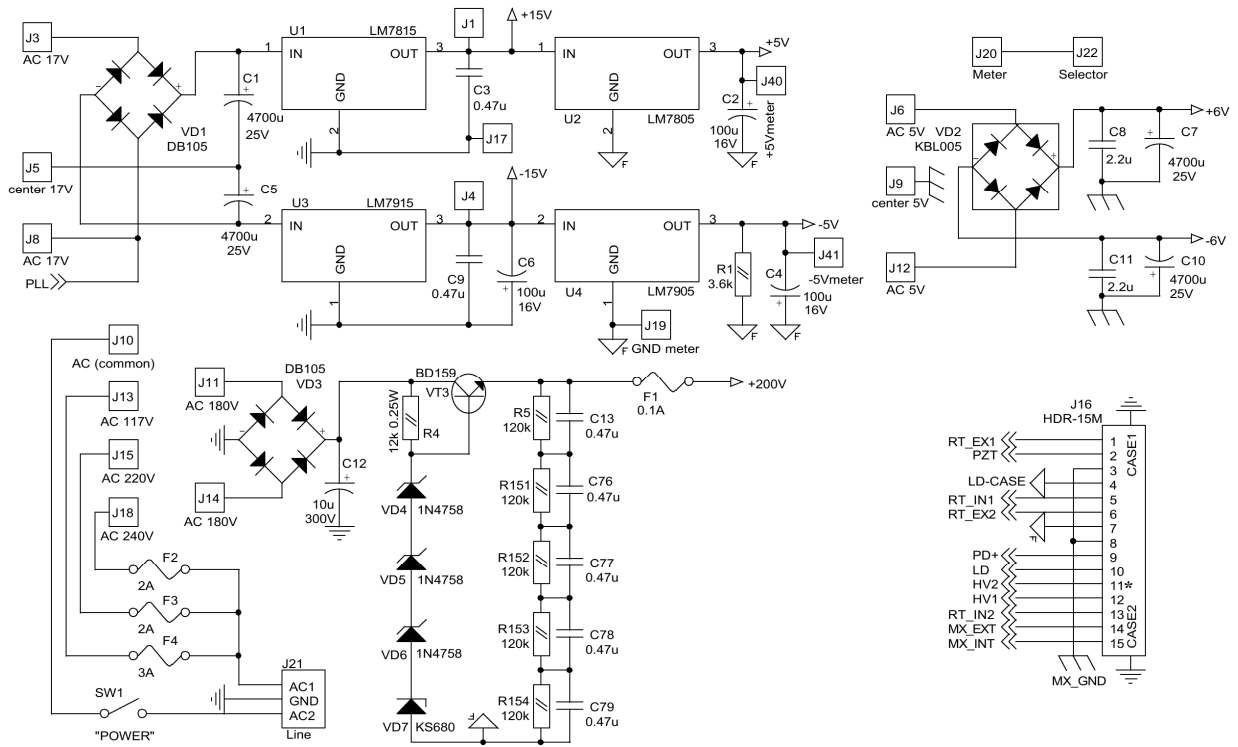 J3
AC 17V
VD1
DB105
C1
4700u
25V
U1
LM7815
1
IN
OUT
3
GND
2
J1
C3
0.47u
J17
+15V
1
IN
OUT
3
GND
2
U2
LM7805
F
+5V
J40
+5Vmeter
C2
100u
16V
F
J20
Meter
J22
Selector
J5
center 17V
C5
4700u
25V
J8
AC 17V
PLL
U3
LM7915
2
IN
OUT
3
GND
1
J4
C9
0.47u
-15V
C6
100u
16V
2
IN
OUT
3
GND
1
U4
LM7905
F
J19
GND meter
R1
3.6k
F
C4
100u
16V
F
-5V
J41
-5Vmeter
J6
AC 5V
VD2
KBL005
J9
center 5V
J12
AC 5V
C8
2.2u
C7
4700u
25V
+6V
-6V
C11
2.2u
C10
4700u
25V
J10
AC (common)
J13
AC 117V
J15
AC 220V
J18
AC 240V
F2
2A
F3
2A
F4
3A
SW1
"POWER"
J21
AC1
GND
AC2
Line
J11
AC 180V
DB105
VD3
J14
AC 180V
C12
10u
300V
12k 0.25W
R4
BD159
VT3
VD4
1N4758
VD5
1N4758
VD6
1N4758
VD7
KS680
F
R5
120k
C13
0.47u
R151
120k
C76
0.47u
R152
120k
C77
0.47u
R153
120k
C78
0.47u
R154
120k
C79
0.47u
F1
0.1A
+200V
J16
HDR-15M
CASE1
RT_EX1
1
PZT
2
3
LD-CASE
4
RT_IN1
5
RT_EX2
6
F
7
8
PD+
9
LD
10
HV2
11*
HV1
12
RT_IN2
13
MX_EXT
14
MX_INT
15
CASE2
MX_GND